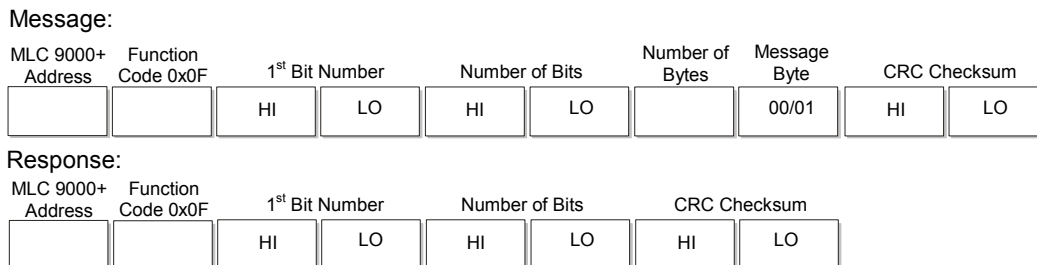 Message:
MLC 9000+ Address Function Code 0x0F 1st Bit Number Number of Bits Number of Bytes Message Byte CRC Checksum
HI LO HI LO 00/01 HI LO
Response:
MLC 9000+ Address Function Code 0x0F 1st Bit Number Number of Bits CRC Checksum
HI LO HI LO HI LO